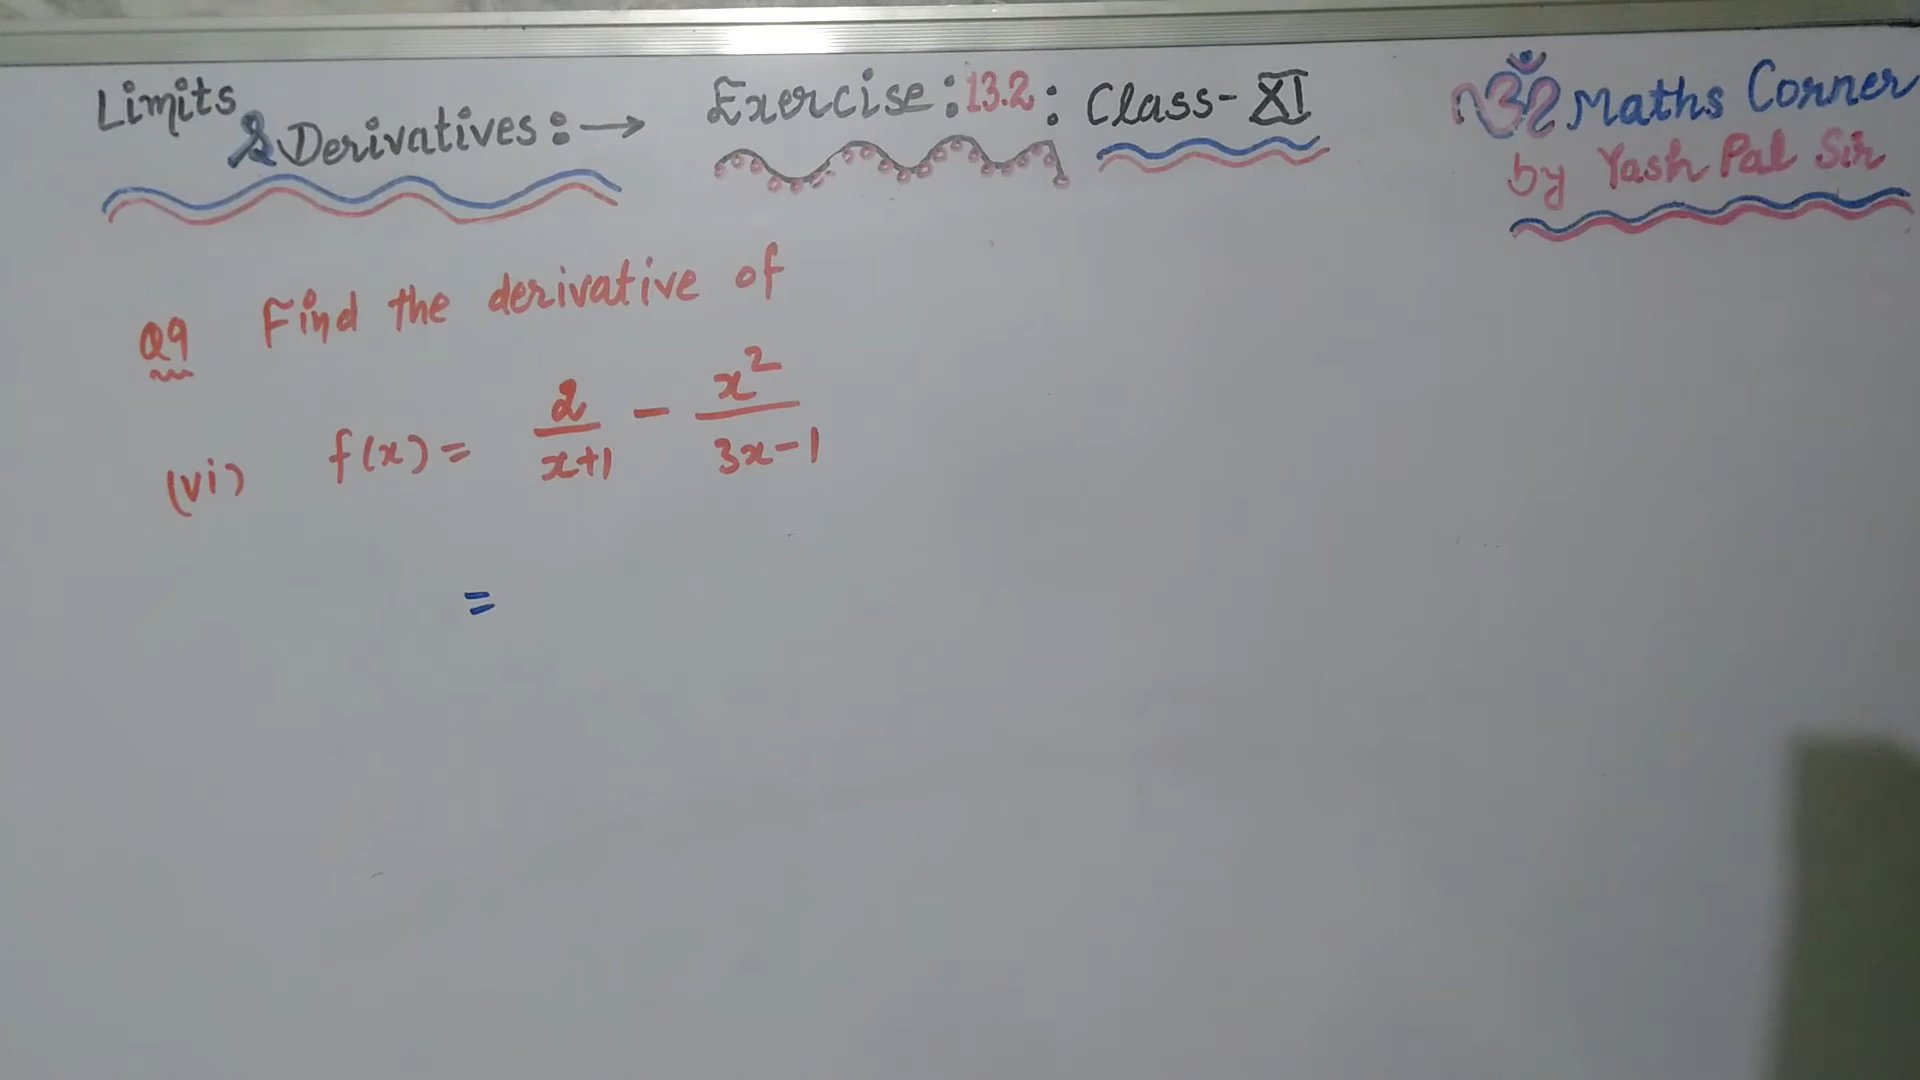 Limits & Derivatives :→
Exercise : 13.2 : Class - XI
ॐ Maths Corner
by Yash Pal Sir
Q9 Find the derivative of
(vi) f(x) = 2/(x+1) - x²/(3x-1)
=